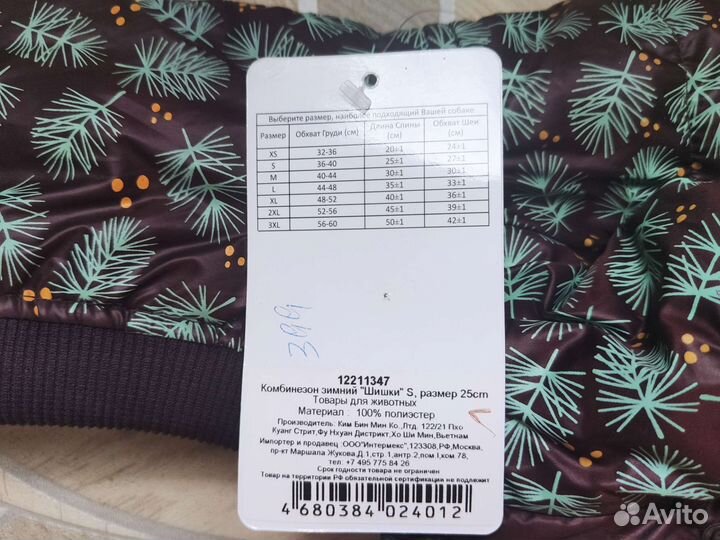 Выберите размер, наиболее подходящий Вашей собаке
Размер Обхват Груди (см) Длина Спины (см) Обхват Шеи (см)
XS 32-36 20±1 24±1
S 36-40 25±1 27±1
M 40-44 30±1 30±1
L 44-48 35±1 33±1
XL 48-52 40±1 36±1
2XL 52-56 45±1 39±1
3XL 56-60 50±1 42±1
399
12211347
Комбинезон зимний "Шишки" S, размер 25cm
Товары для животных
Материал : 100% полиэстер
Производитель: Ким Бин Мин Ко.,Лтд. 122/21 Пхо
Куанг Стрит,Фу Нхуан Дистрикт,Хо Ши Мин,Вьетнам
Импортер и продавец ООО"Интермекс",123308,РФ,Москва,
пр-кт Маршала Жукова,Д.1,стр.1,антр.2,пом.I,ком.78,
тел: +7 495 775 84 26
Срок годности товара не ограничен
Товар на территории РФ обязательной сертификации не подлежит
4 680384 024012
Avito